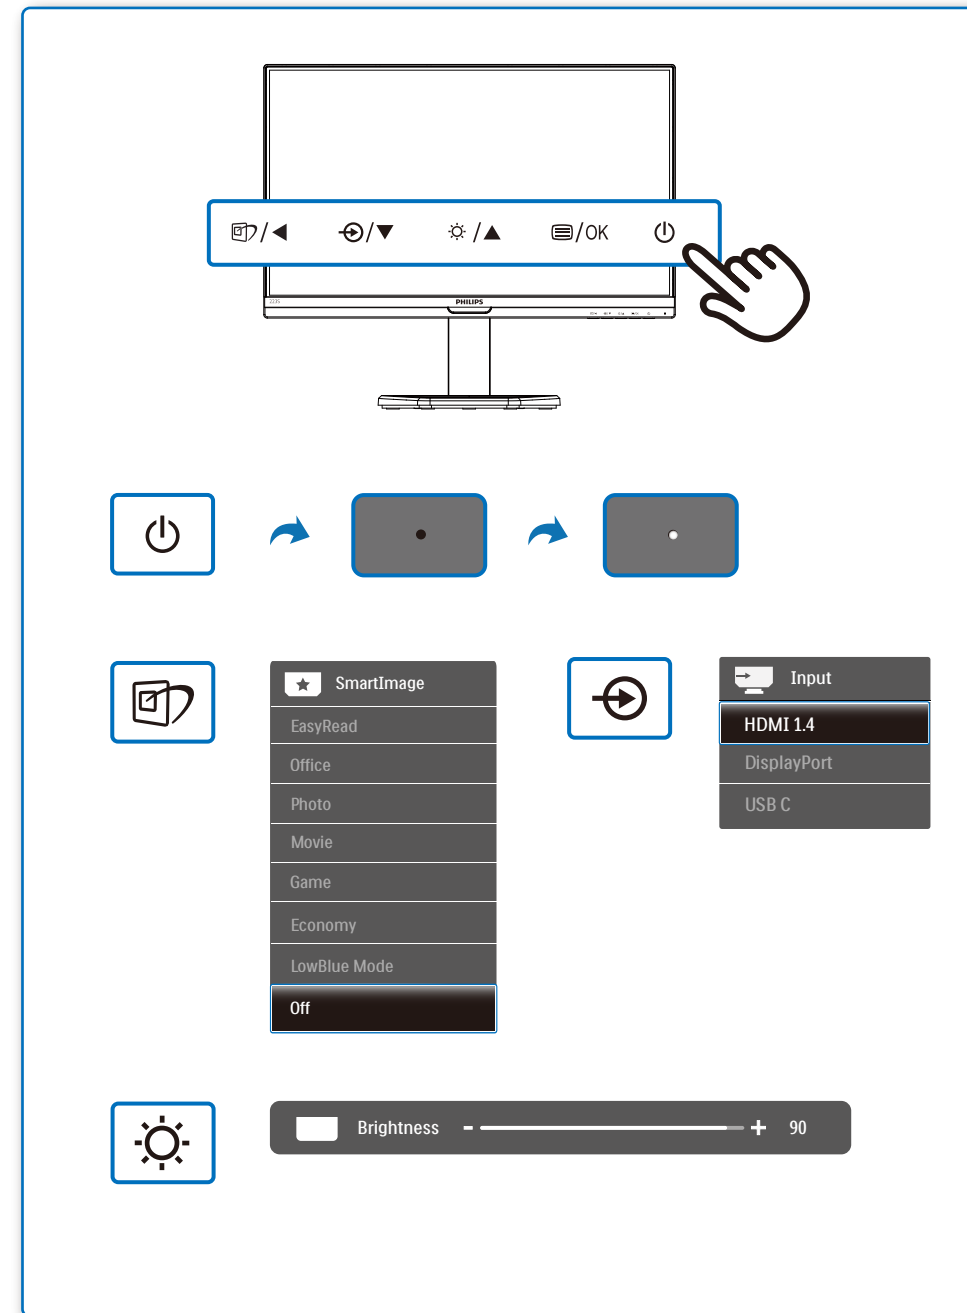 /◀ /▼ /▲ /OK
PHILIPS
SmartImage
EasyRead
Office
Photo
Movie
Game
Economy
LowBlue Mode
Off
Input
HDMI 1.4
DisplayPort
USB C
Brightness - + 90